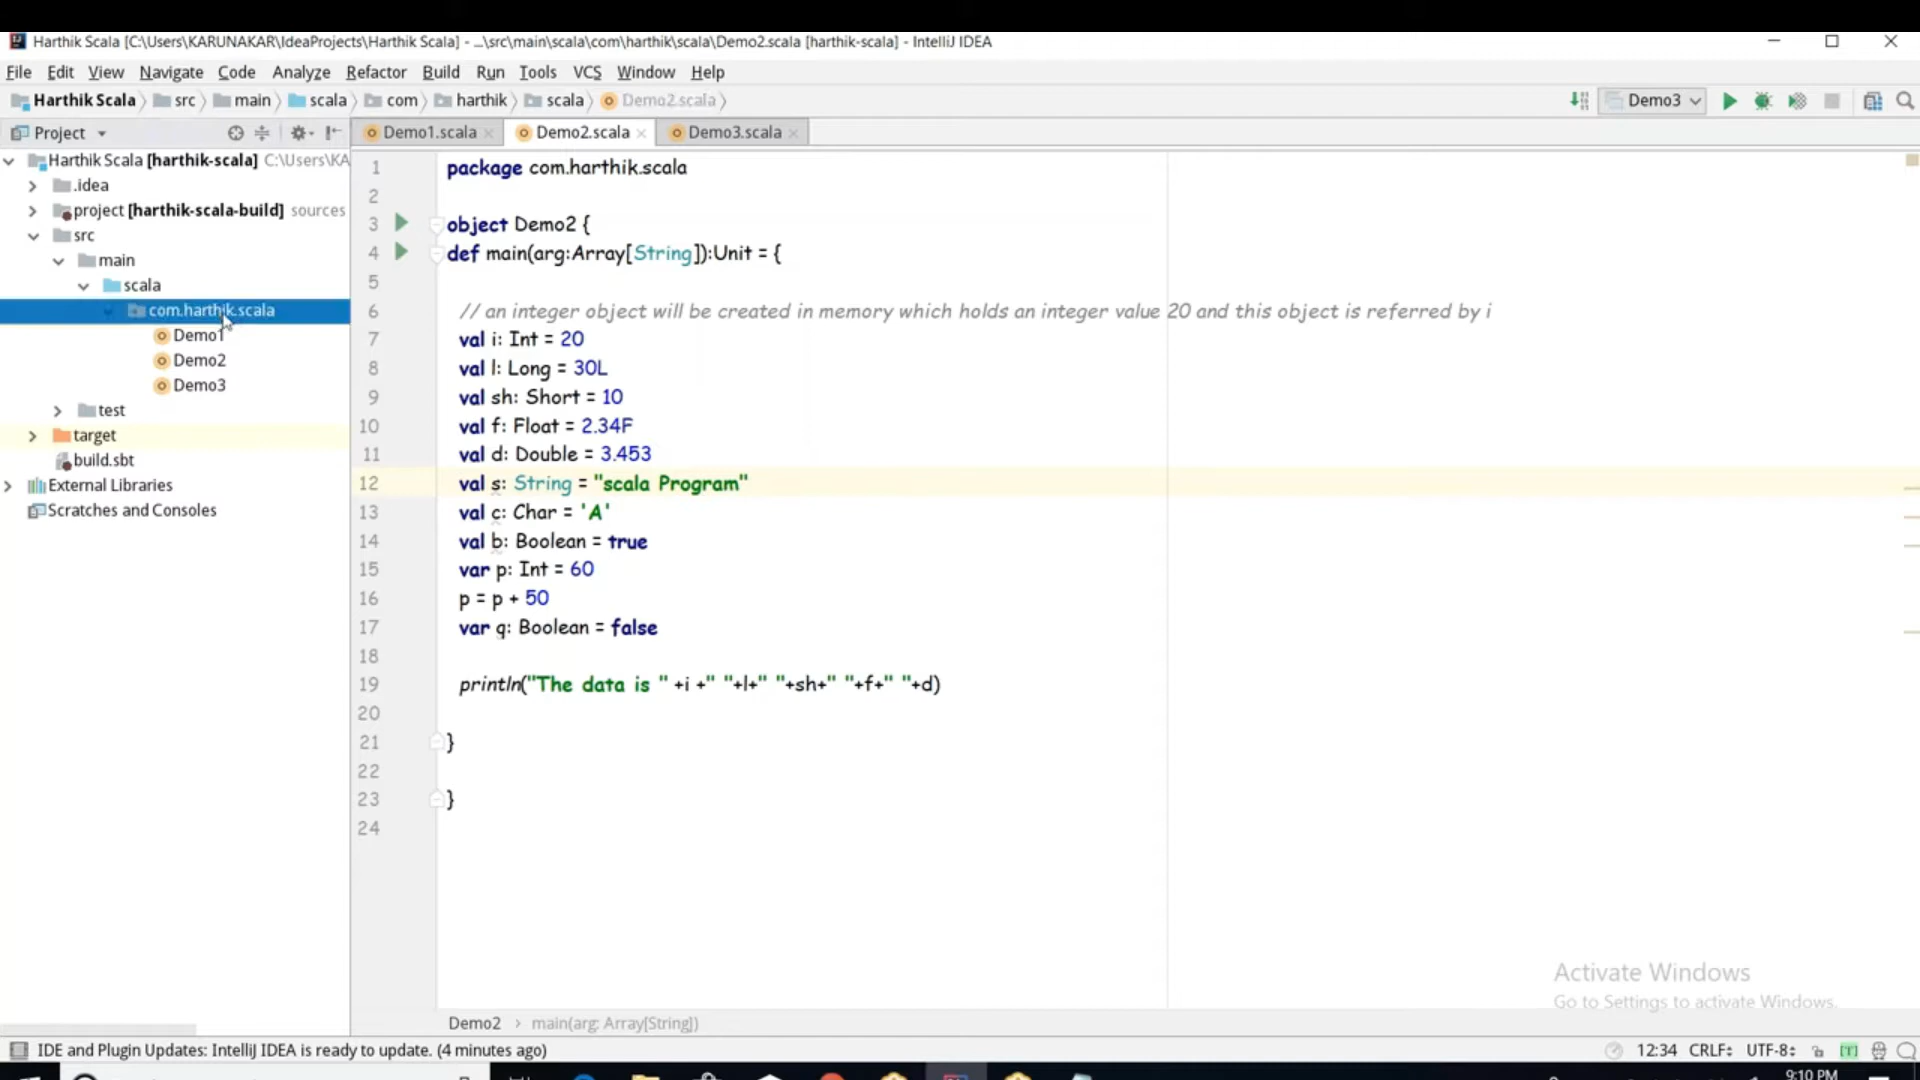 Harthik Scala [C:\Users\KARUNAKAR\IdeaProjects\Harthik Scala] - ...\src\main\scala\com\harthik\scala\Demo2.scala [harthik-scala] - IntelliJ IDEA
File Edit View Navigate Code Analyze Refactor Build Run Tools VCS Window Help
Harthik Scala src main scala com harthik scala Demo2.scala Demo3
Project Demo1.scala Demo2.scala Demo3.scala
Harthik Scala [harthik-scala] C:\Users\KA
.idea
project [harthik-scala-build] sources
src
main
scala
com.harthik.scala
Demo1
Demo2
Demo3
test
target
build.sbt
External Libraries
Scratches and Consoles
1 package com.harthik.scala
2
3 object Demo2 {
4 def main(arg:Array[String]):Unit = {
5
6 // an integer object will be created in memory which holds an integer value 20 and this object is referred by i
7 val i: Int = 20
8 val l: Long = 30L
9 val sh: Short = 10
10 val f: Float = 2.34F
11 val d: Double = 3.453
12 val s: String = "scala Program"
13 val c: Char = 'A'
14 val b: Boolean = true
15 var p: Int = 60
16 p = p + 50
17 var q: Boolean = false
18
19 println("The data is " +i +" "+l+" "+sh+" "+f+" "+d)
20
21 }
22
23 }
24
Activate Windows
Go to Settings to activate Windows.
Demo2 › main(arg: Array[String])
IDE and Plugin Updates: IntelliJ IDEA is ready to update. (4 minutes ago) 12:34 CRLF: UTF-8: [T]
9:10 PM